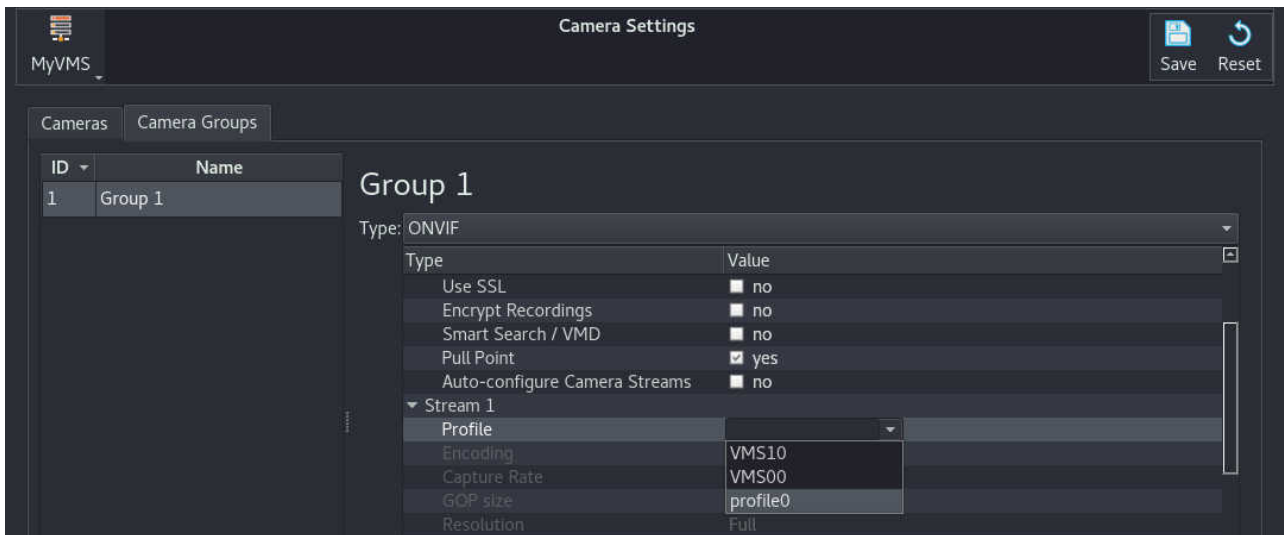 Camera Settings
MyVMS
Save Reset
Cameras Camera Groups
ID Name
1 Group 1
Group 1
Type: ONVIF
Type Value
Use SSL no
Encrypt Recordings no
Smart Search / VMD no
Pull Point yes
Auto-configure Camera Streams no
Stream 1
Profile
Encoding VMS10
Capture Rate VMS00
GOP size profile0
Resolution Full